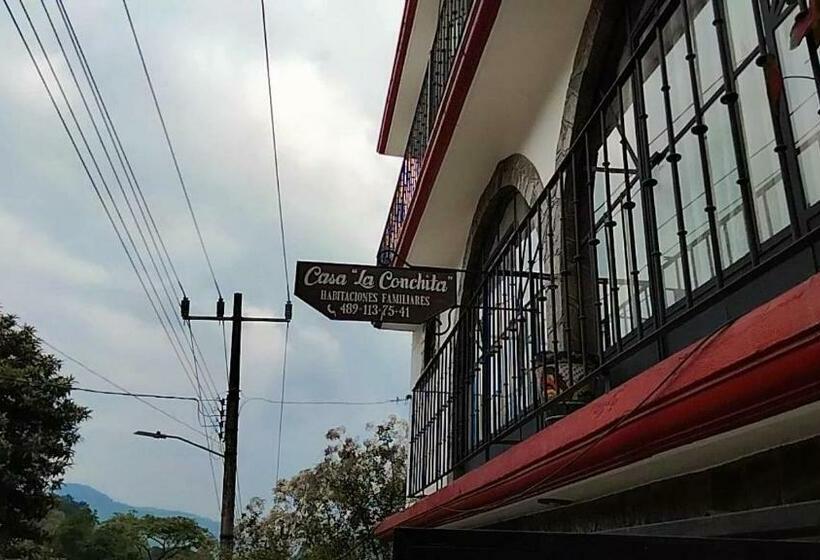 Casa "La Conchita"
HABITACIONES FAMILIARES
489-113-75-41